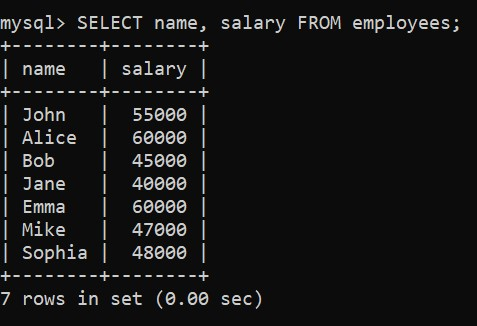 mysql> SELECT name, salary FROM employees;
+--------+--------+
| name   | salary |
+--------+--------+
| John   |  55000 |
| Alice  |  60000 |
| Bob    |  45000 |
| Jane   |  40000 |
| Emma   |  60000 |
| Mike   |  47000 |
| Sophia |  48000 |
+--------+--------+
7 rows in set (0.00 sec)